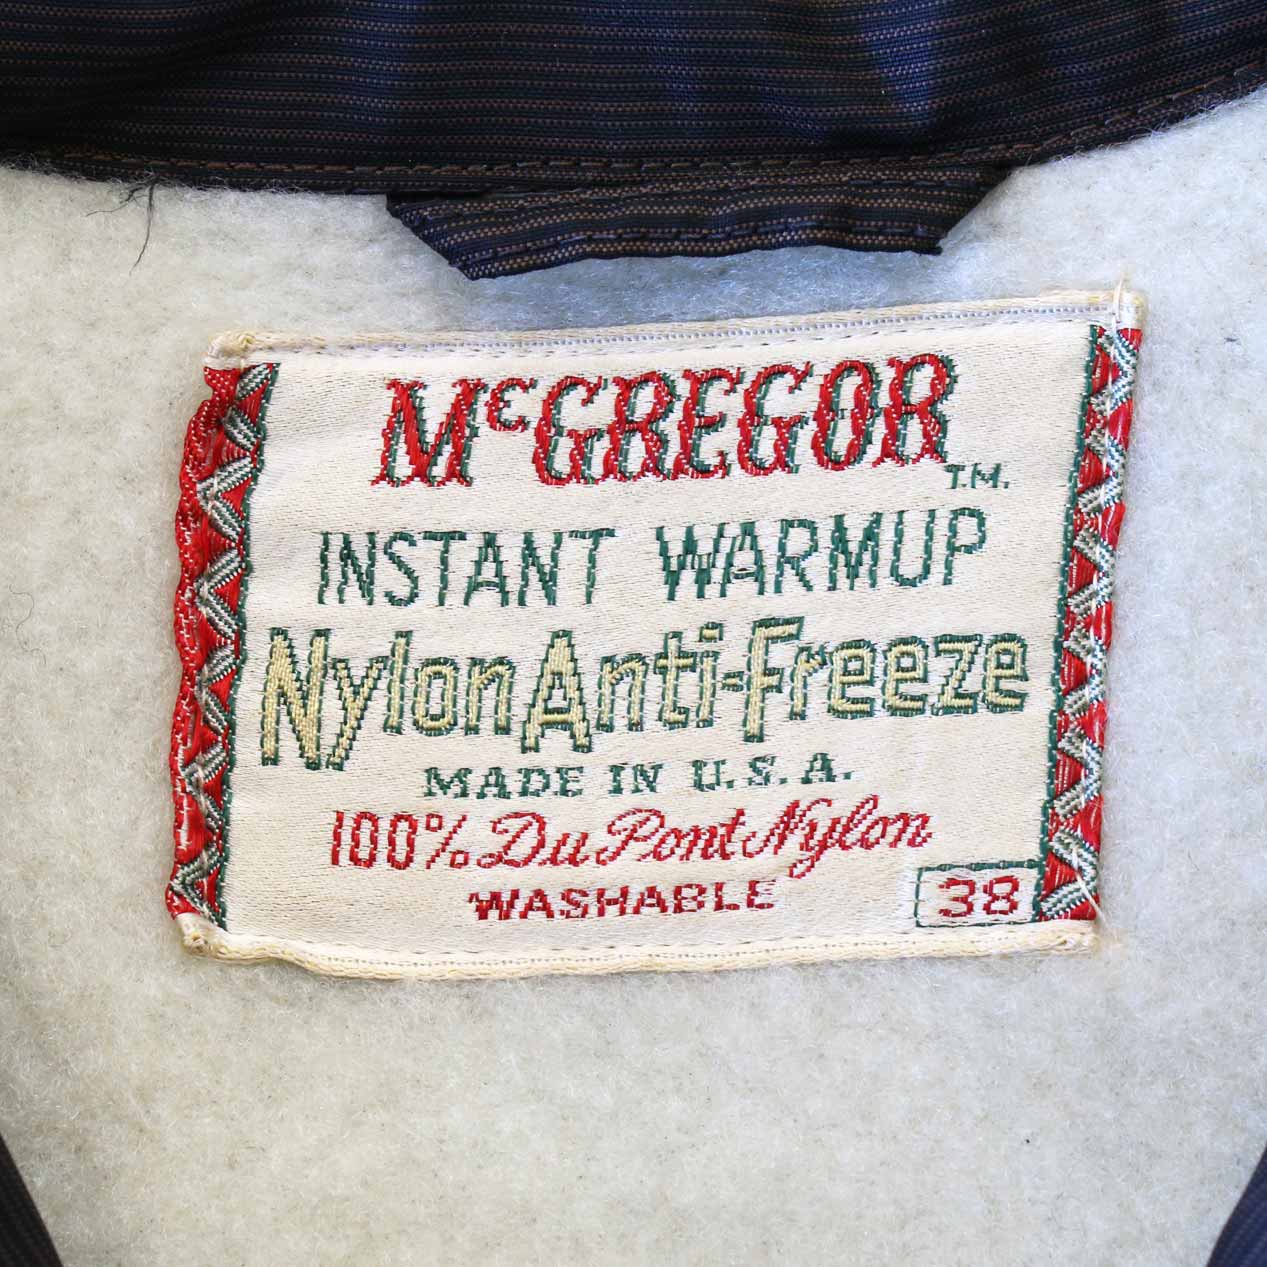 McGREGOR
T.M.
INSTANT WARMUP
Nylon Anti-Freeze
MADE IN U.S.A.
100% Du Pont Nylon
WASHABLE
38